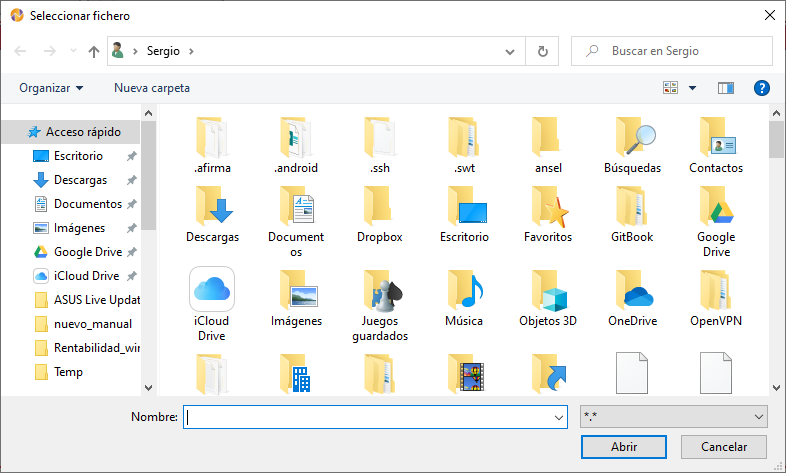 Seleccionar fichero
Sergio
Buscar en Sergio
Organizar
Nueva carpeta
?
Acceso rápido
Escritorio
Descargas
Documentos
Imágenes
Google Drive
iCloud Drive
ASUS Live Updat
nuevo_manual
Rentabilidad_wir
Temp
.afirma
.android
.ssh
.swt
ansel
Búsquedas
Contactos
Descargas
Document
os
Dropbox
Escritorio
Favoritos
GitBook
Google
Drive
iCloud
Drive
Imágenes
Juegos
guardados
Música
Objetos 3D
OneDrive
OpenVPN
Nombre:
*.*
Abrir
Cancelar